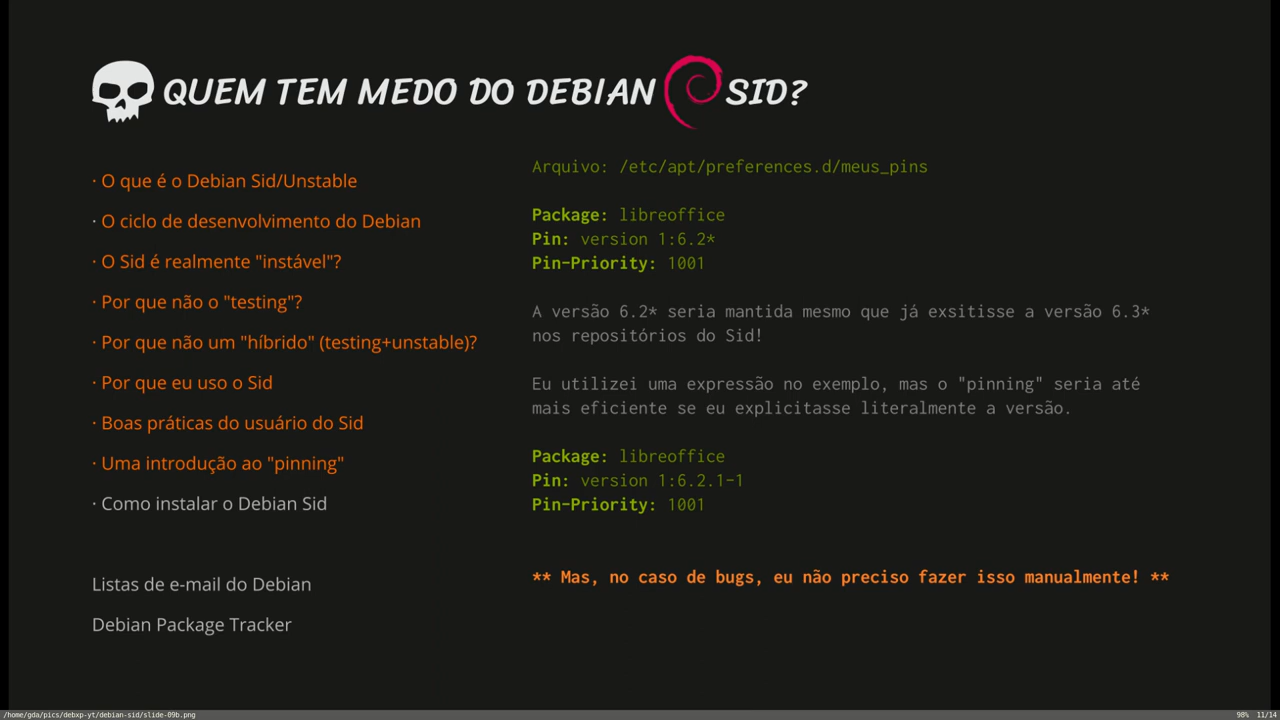 QUEM TEM MEDO DO DEBIAN SID?
· O que é o Debian Sid/Unstable
· O ciclo de desenvolvimento do Debian
· O Sid é realmente "instável"?
· Por que não o "testing"?
· Por que não um "híbrido" (testing+unstable)?
· Por que eu uso o Sid
· Boas práticas do usuário do Sid
· Uma introdução ao "pinning"
· Como instalar o Debian Sid
Listas de e-mail do Debian
Debian Package Tracker
Arquivo: /etc/apt/preferences.d/meus_pins
Package: libreoffice
Pin: version 1:6.2*
Pin-Priority: 1001
A versão 6.2* seria mantida mesmo que já exsitisse a versão 6.3*
nos repositórios do Sid!
Eu utilizei uma expressão no exemplo, mas o "pinning" seria até
mais eficiente se eu explicitasse literalmente a versão.
Package: libreoffice
Pin: version 1:6.2.1-1
Pin-Priority: 1001
** Mas, no caso de bugs, eu não preciso fazer isso manualmente! **
/home/gda/pics/debxp-yt/debian-sid/slide-09b.png
98% 11/14